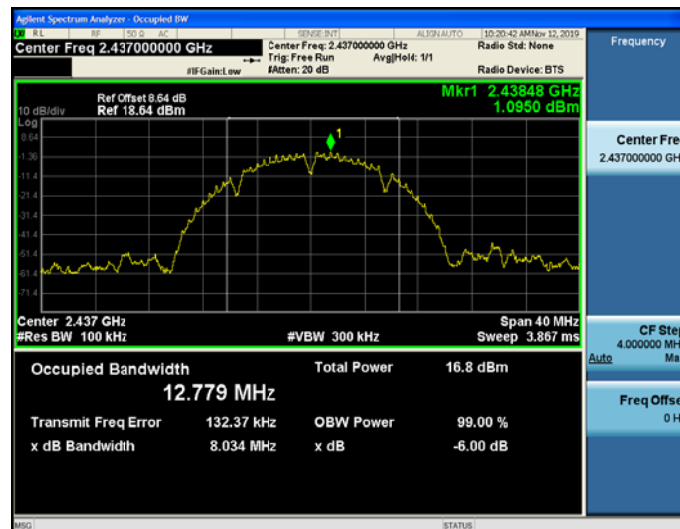 Agilent Spectrum Analyzer - Occupied BW
RL RF 50 Ω AC SENSE:INT ALIGN AUTO 10:20:42 AM Nov 12, 2019
Center Freq 2.437000000 GHz
Center Freq: 2.437000000 GHz
Radio Std: None
Trig: Free Run Avg|Hold: 1/1
#IFGain:Low #Atten: 20 dB Radio Device: BTS
Frequency
Ref Offset 8.64 dB
Mkr1 2.43848 GHz
10 dB/div Ref 18.64 dBm 1.0950 dBm
Log
8.64
1
-1.36
-11.4
-21.4
-31.4
-41.4
-51.4
-61.4
-71.4
Center Fre
2.437000000 GH
Center 2.437 GHz Span 40 MHz
#Res BW 100 kHz #VBW 300 kHz Sweep 3.867 ms
CF Ste
4.000000 MH
Auto Ma
Occupied Bandwidth Total Power 16.8 dBm
12.779 MHz
Transmit Freq Error 132.37 kHz OBW Power 99.00 %
x dB Bandwidth 8.034 MHz x dB -6.00 dB
Freq Offse
0 H
MSG STATUS